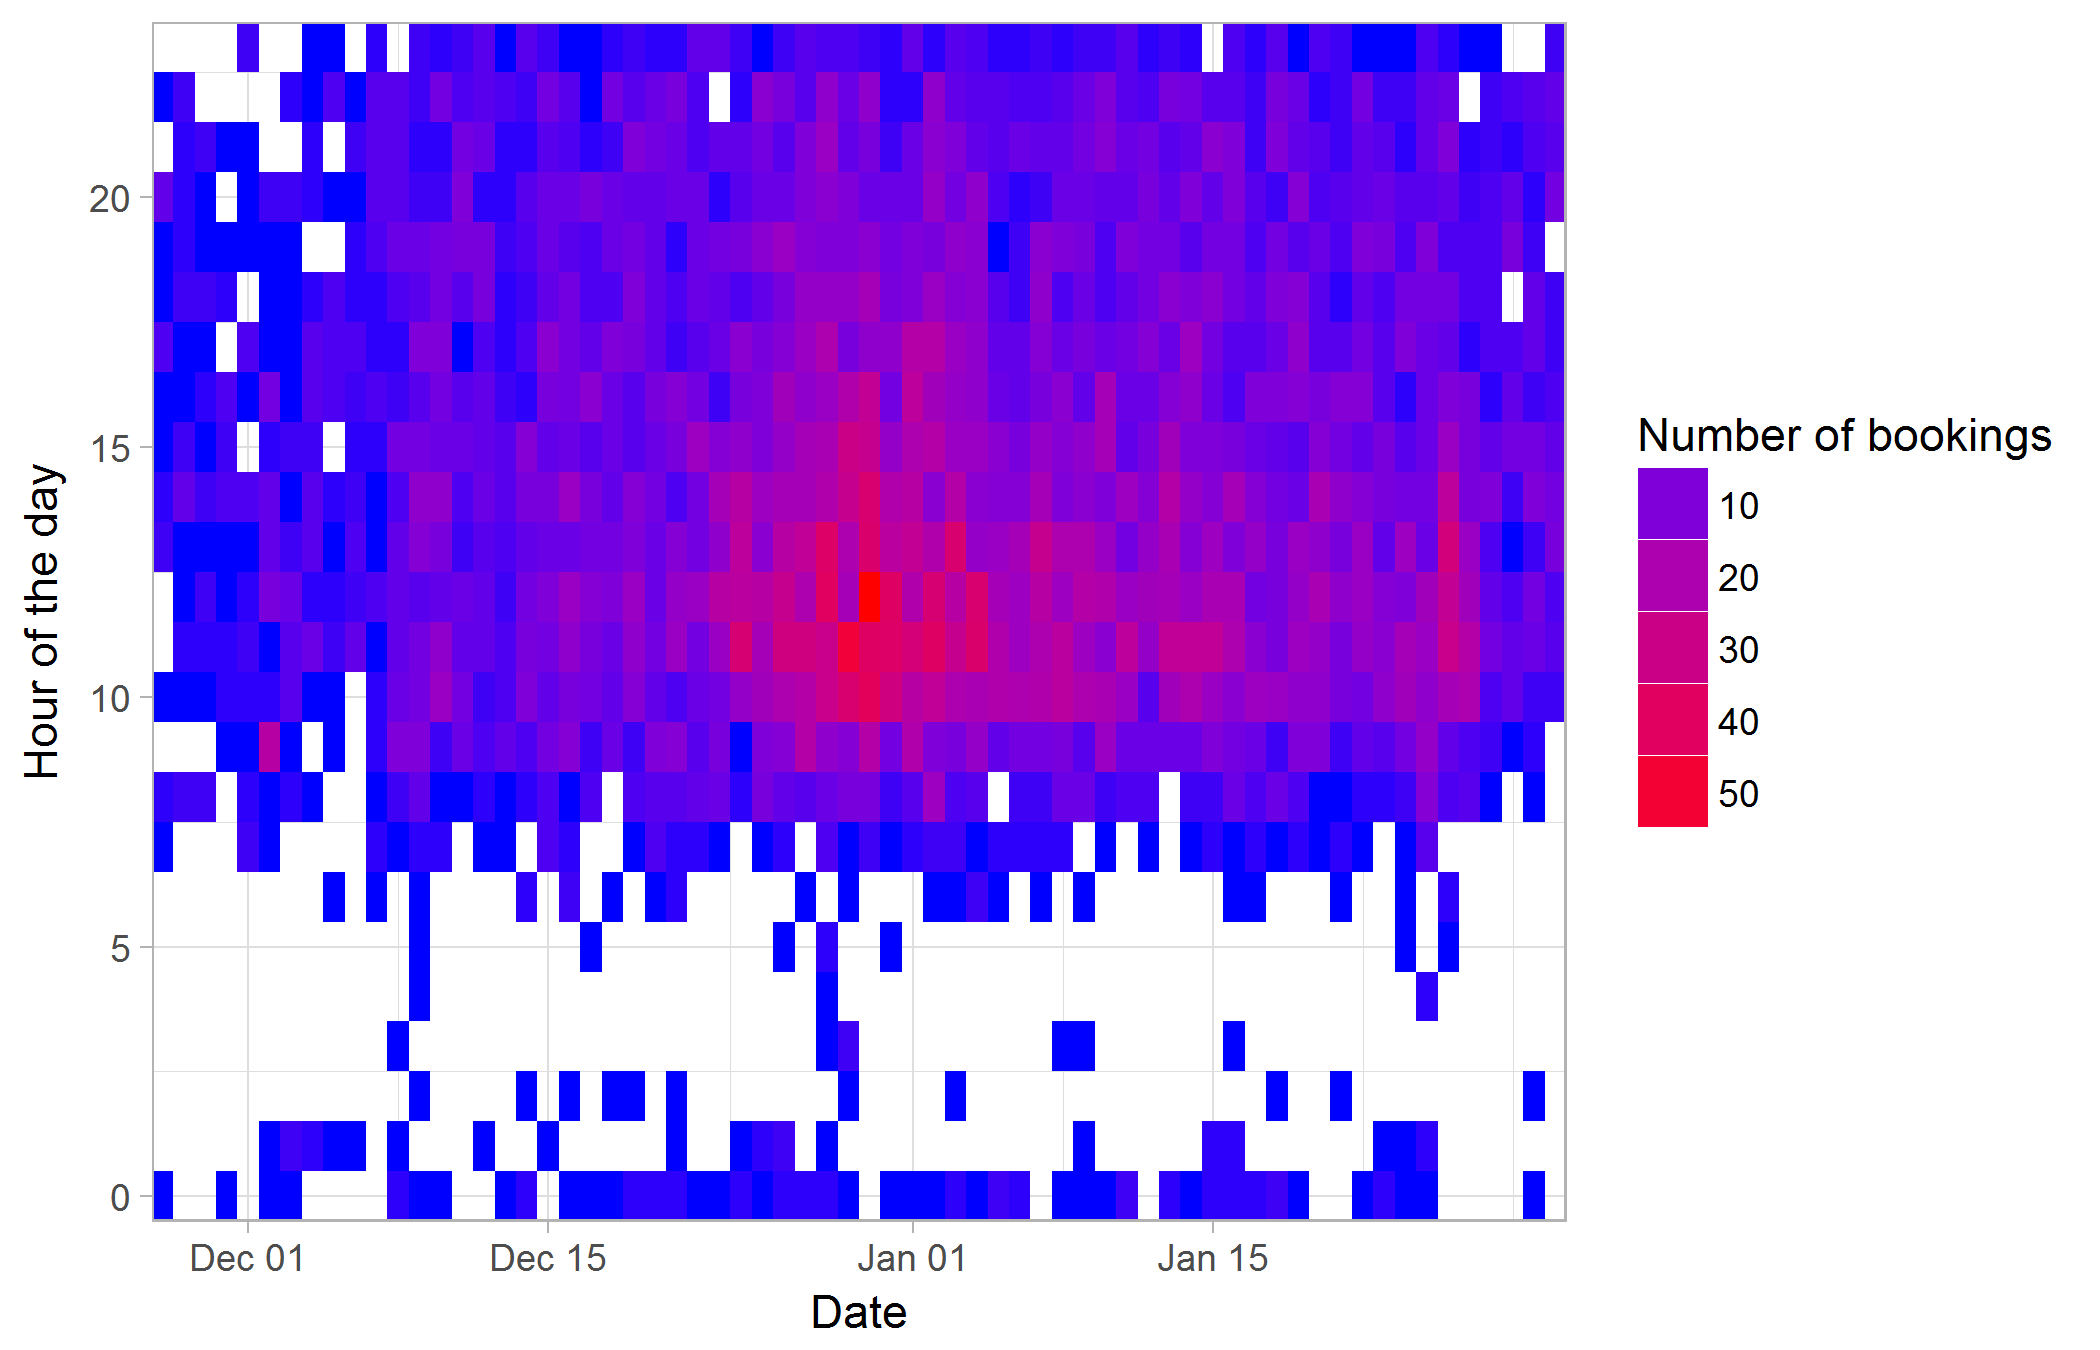 20
15
10
5
0
Hour of the day
Dec 01
Dec 15
Jan 01
Jan 15
Date
Number of bookings
10
20
30
40
50